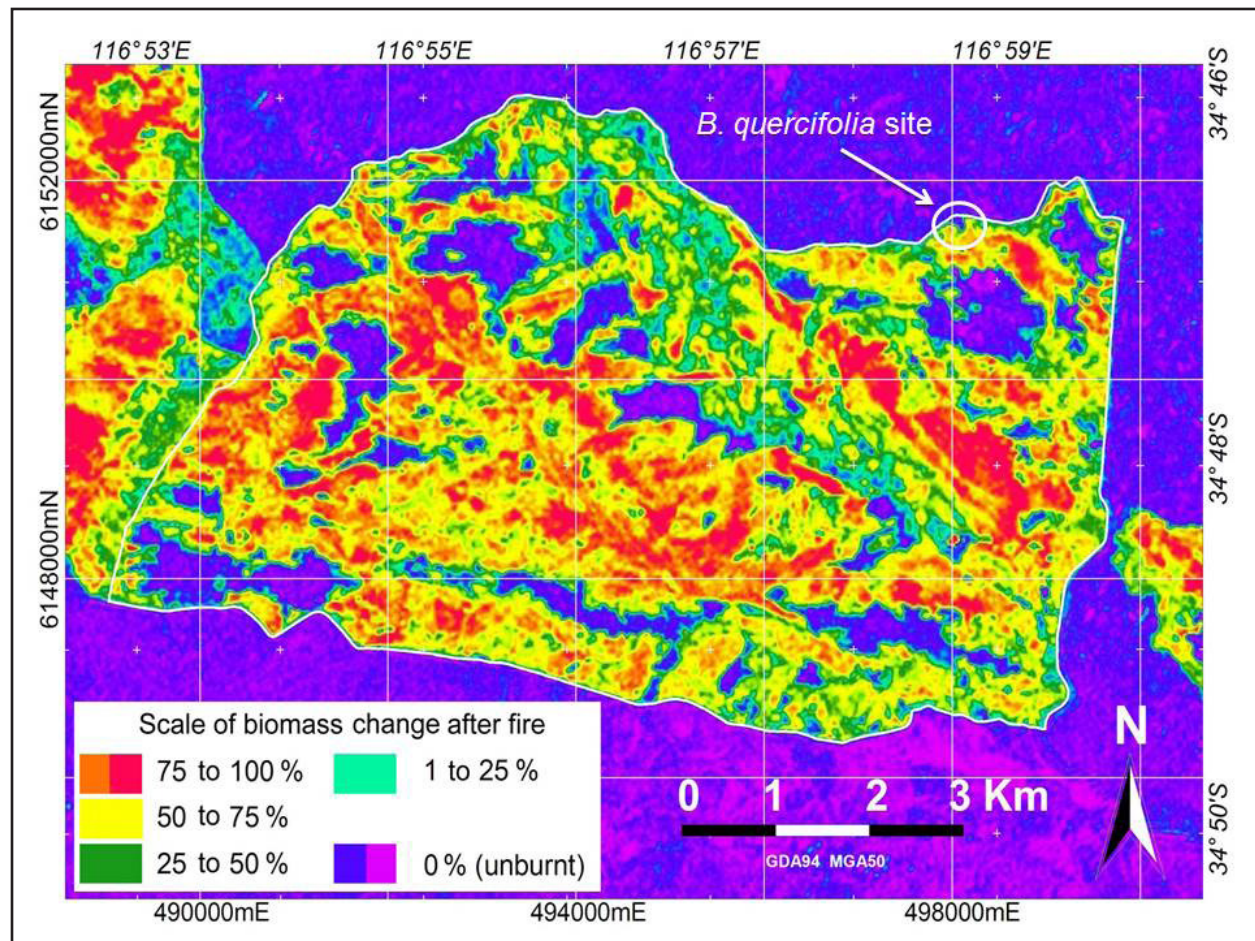 116°53'E
116°55'E
116°57'E
116°59'E
34° 46'S
B. quercifolia site
6152000mN
34° 48'S
6148000mN
Scale of biomass change after fire
75 to 100 %
1 to 25 %
50 to 75 %
25 to 50 %
0 % (unburnt)
0 1 2 3 Km
GDA94 MGA50
N
34° 50'S
490000mE
494000mE
498000mE